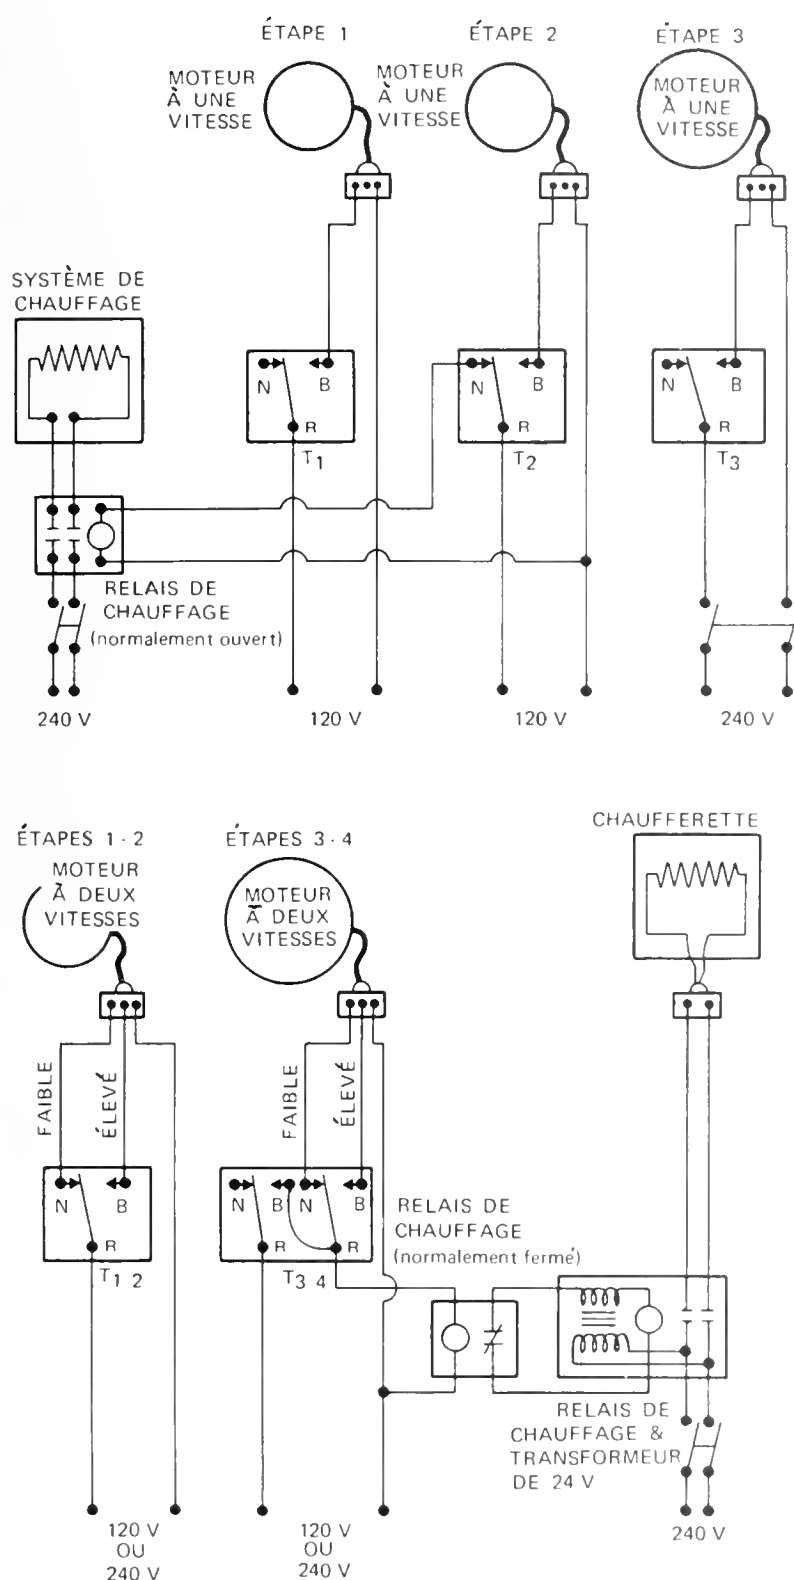 ÉTAPE 1
ÉTAPE 2
ÉTAPE 3
MOTEUR
À UNE
VITESSE
MOTEUR
À UNE
VITESSE
MOTEUR
À UNE
VITESSE
SYSTÈME DE
CHAUFFAGE
N B
R
T1
N B
R
T2
N B
R
T3
RELAIS DE
CHAUFFAGE
(normalement ouvert)
240 V
120 V
120 V
240 V
CHAUFFERETTE
ÉTAPES 1-2
ÉTAPES 3-4
MOTEUR
À DEUX
VITESSES
MOTEUR
À DEUX
VITESSES
FAIBLE
ÉLEVÉ
FAIBLE
ÉLEVÉ
N B
R
T1 2
N B N B
R R
T3 4
RELAIS DE
CHAUFFAGE
(normalement fermé)
RELAIS DE
CHAUFFAGE &
TRANSFORMEUR
DE 24 V
120 V
OU
240 V
120 V
OU
240 V
240 V